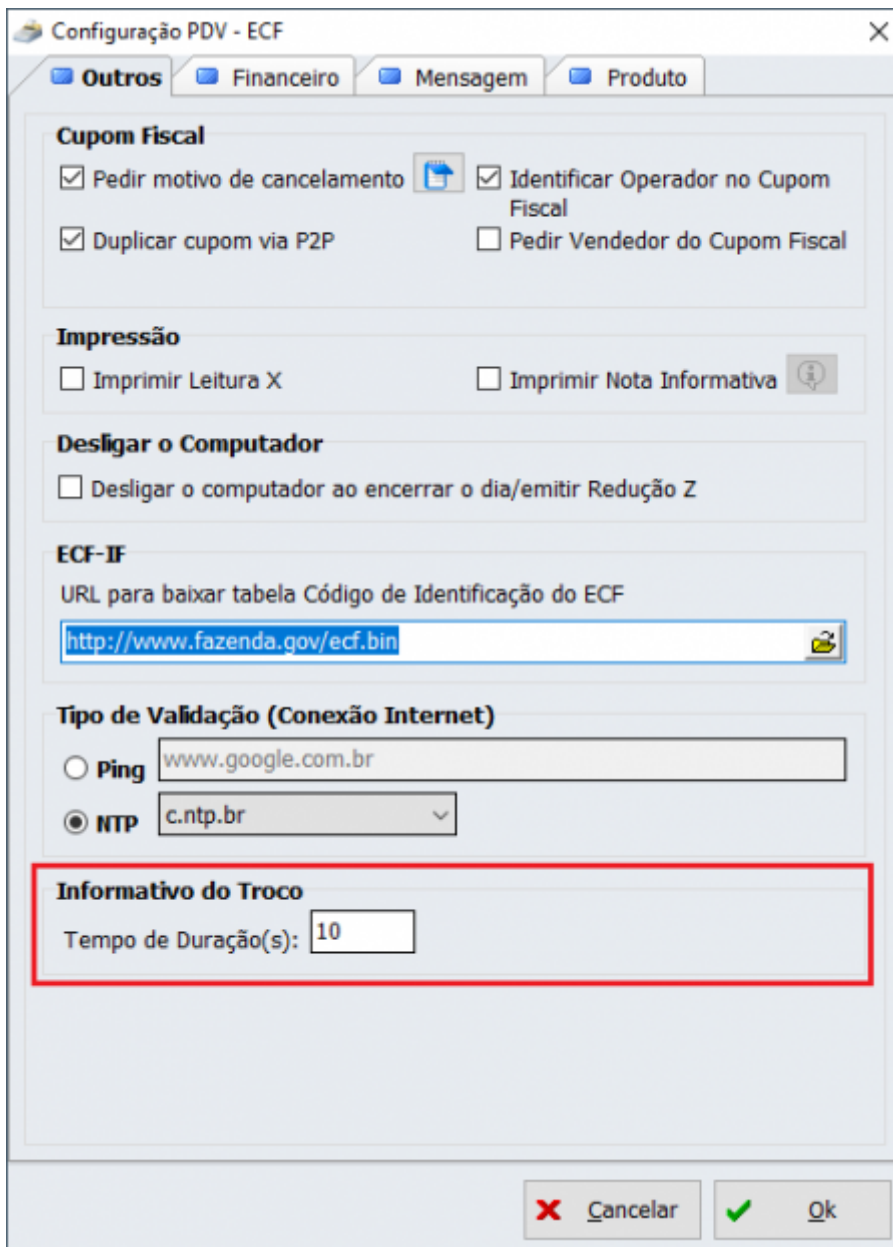 Configuração PDV - ECF
Outros Financeiro Mensagem Produto
Cupom Fiscal
Pedir motivo de cancelamento Identificar Operador no Cupom
Fiscal
Duplicar cupom via P2P Pedir Vendedor do Cupom Fiscal
Impressão
Imprimir Leitura X Imprimir Nota Informativa
Desligar o Computador
Desligar o computador ao encerrar o dia/emitir Redução Z
ECF-IF
URL para baixar tabela Código de Identificação do ECF
http://www.fazenda.gov/ecf.bin
Tipo de Validação (Conexão Internet)
Ping www.google.com.br
NTP c.ntp.br
Informativo do Troco
Tempo de Duração(s): 10
Cancelar Ok